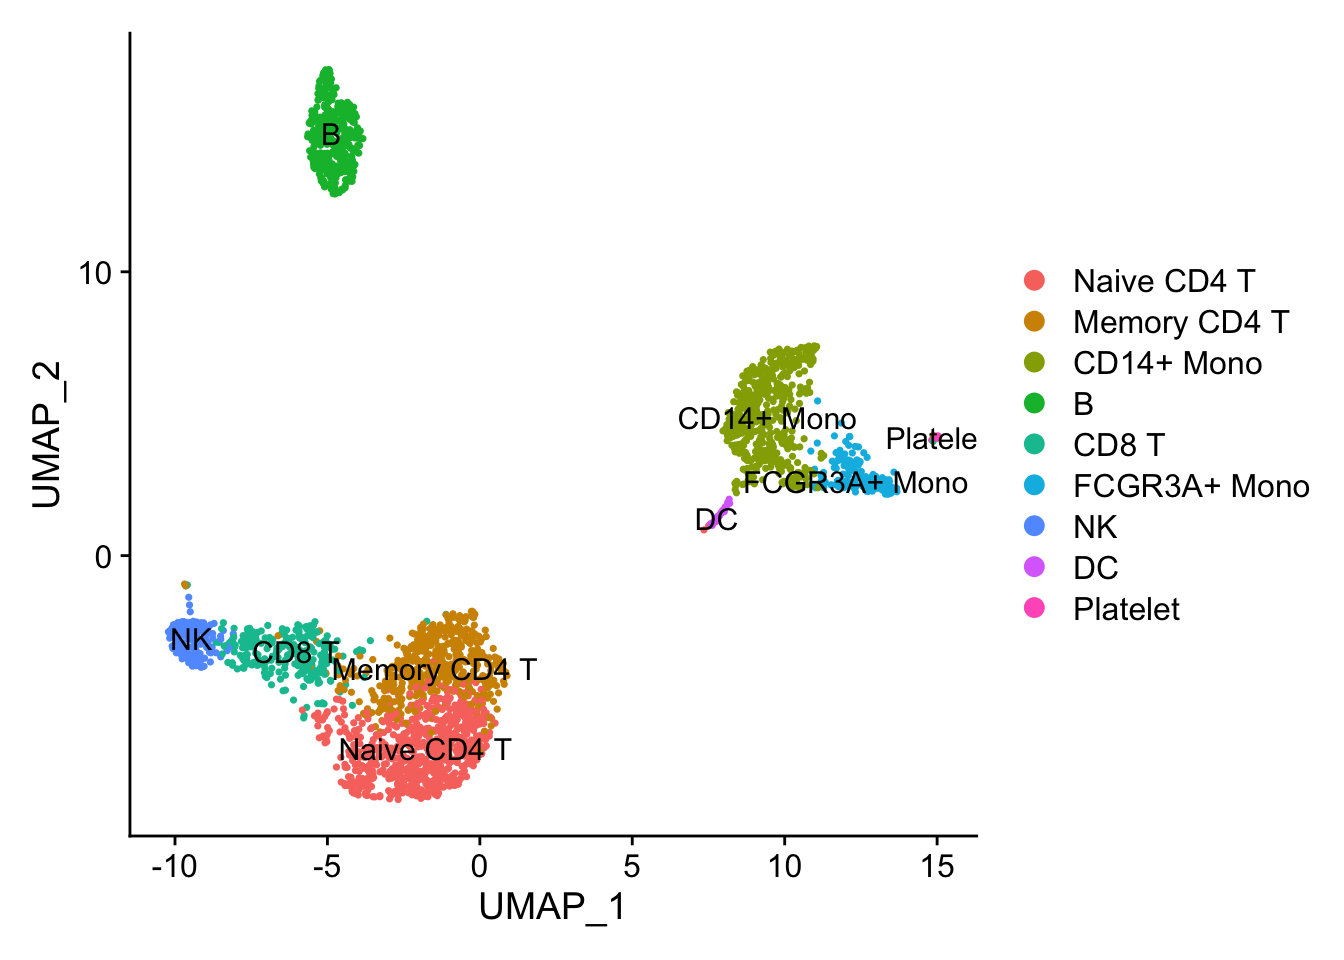 B
10
CD14+ Mono
Platele
FCGR3A+ Mono
DC
0
NK
CD8 T
Memory CD4 T
Naive CD4 T
-10 -5 0 5 10 15
UMAP_1
UMAP_2
Naive CD4 T
Memory CD4 T
CD14+ Mono
B
CD8 T
FCGR3A+ Mono
NK
DC
Platelet